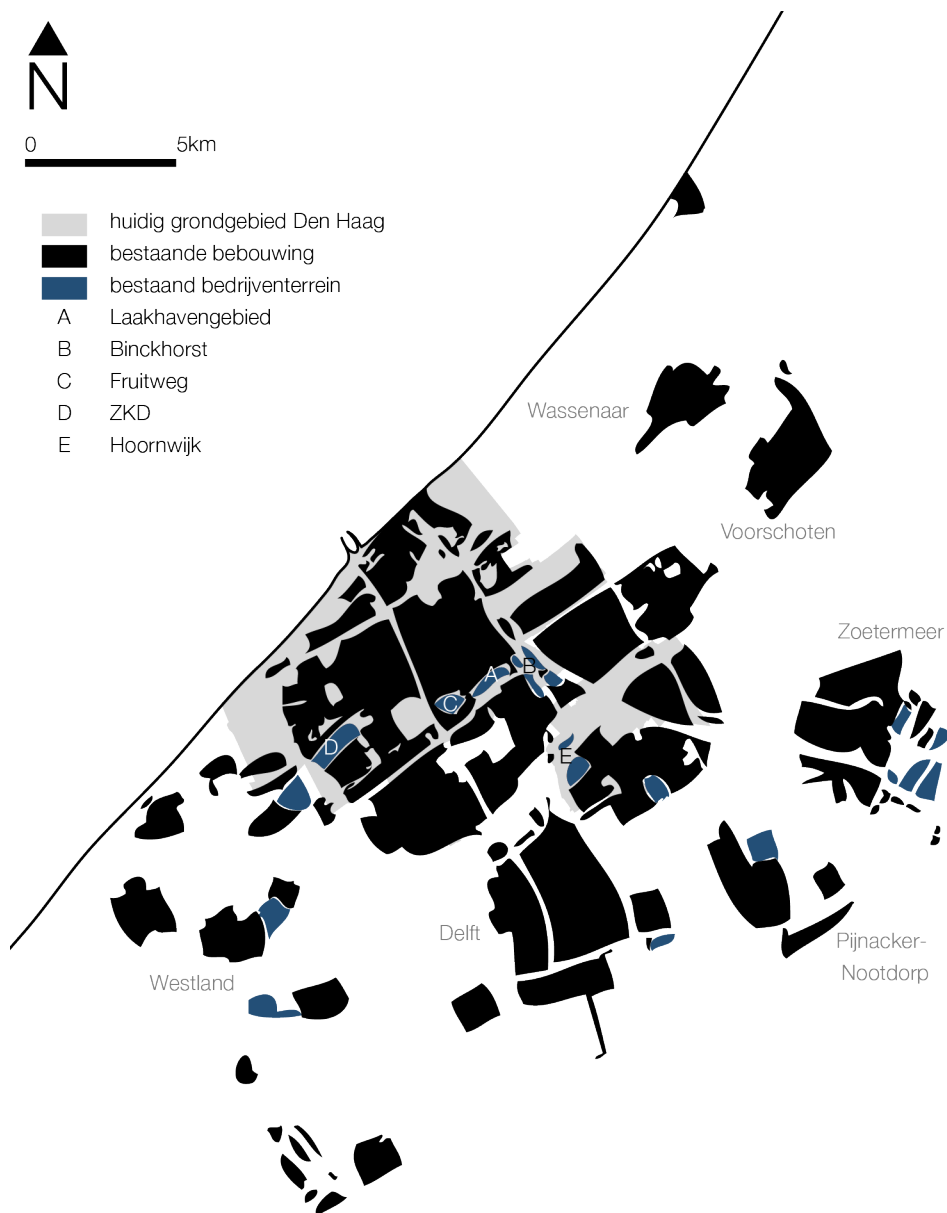 N
0 5km
huidig grondgebied Den Haag
bestaande bebouwing
bestaand bedrijventerrein
A Laakhavengebied
B Binckhorst
C Fruitweg
D ZKD
E Hoornwijk
Wassenaar
Voorschoten
Zoetermeer
B
A
C
D
E
Delft
Pijnacker-
Nootdorp
Westland